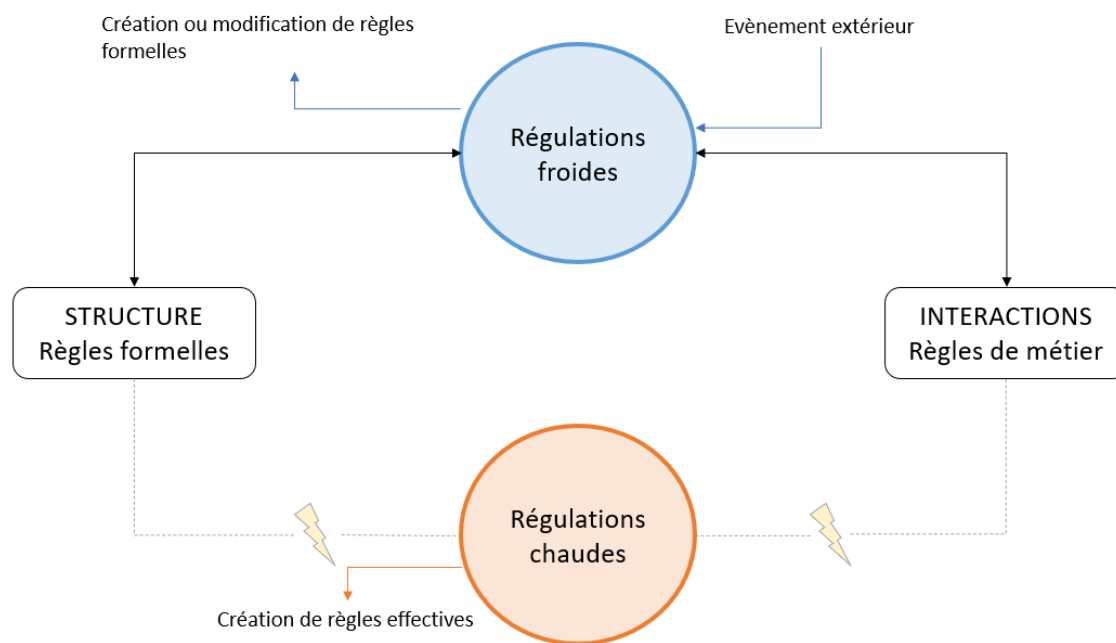 Création ou modification de règles
formelles
Evènement extérieur
Régulations
froides
STRUCTURE
Règles formelles
INTERACTIONS
Règles de métier
Régulations
chaudes
Création de règles effectives